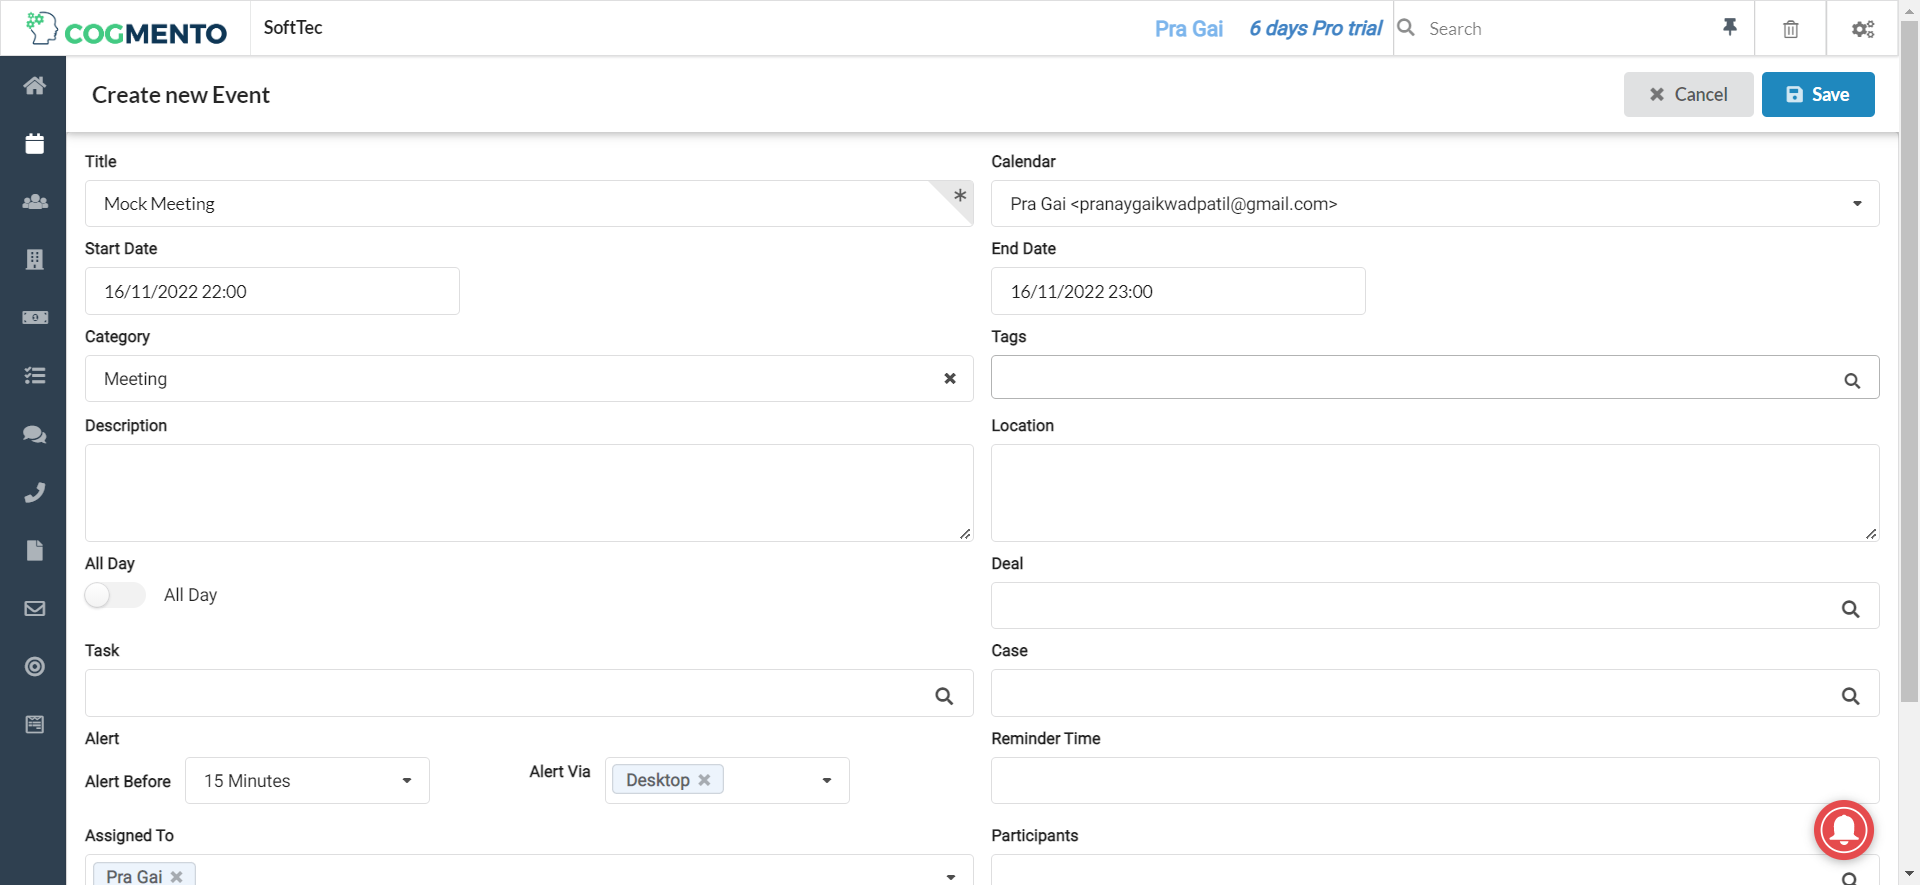 COGMENTO
SoftTec
Pra Gai
6 days Pro trial
Search
Create new Event
Cancel
Save
Title
Calendar
Mock Meeting
*
Pra Gai <pranaygaikwadpatil@gmail.com>
Start Date
End Date
16/11/2022 22:00
16/11/2022 23:00
Category
Tags
Meeting
Description
Location
All Day
Deal
All Day
Task
Case
Alert
Reminder Time
Alert Before
15 Minutes
Alert Via
Desktop
Assigned To
Participants
Pra Gai